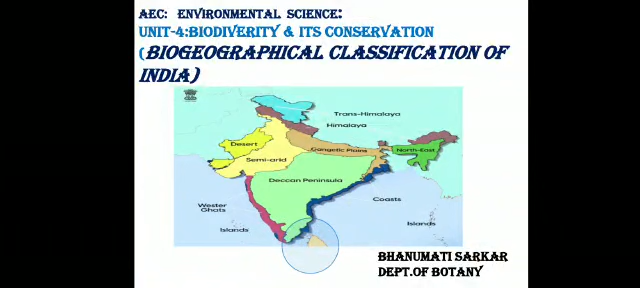 AEC: ENVIRONMENTAL SCIENCE:
UNIT-4:BIODIVERITY & ITS CONSERVATION
(BIOGEOGRAPHICAL CLASSIFICATION OF
INDIA)
Trans-Himalaya
Himalaya
Desert
Gangetic Plains
North-East
Semi-arid
Deccan Peninsula
Coasts
Wester
Ghats
Islands
Islands
BHANUMATI SARKAR
DEPT.OF BOTANY